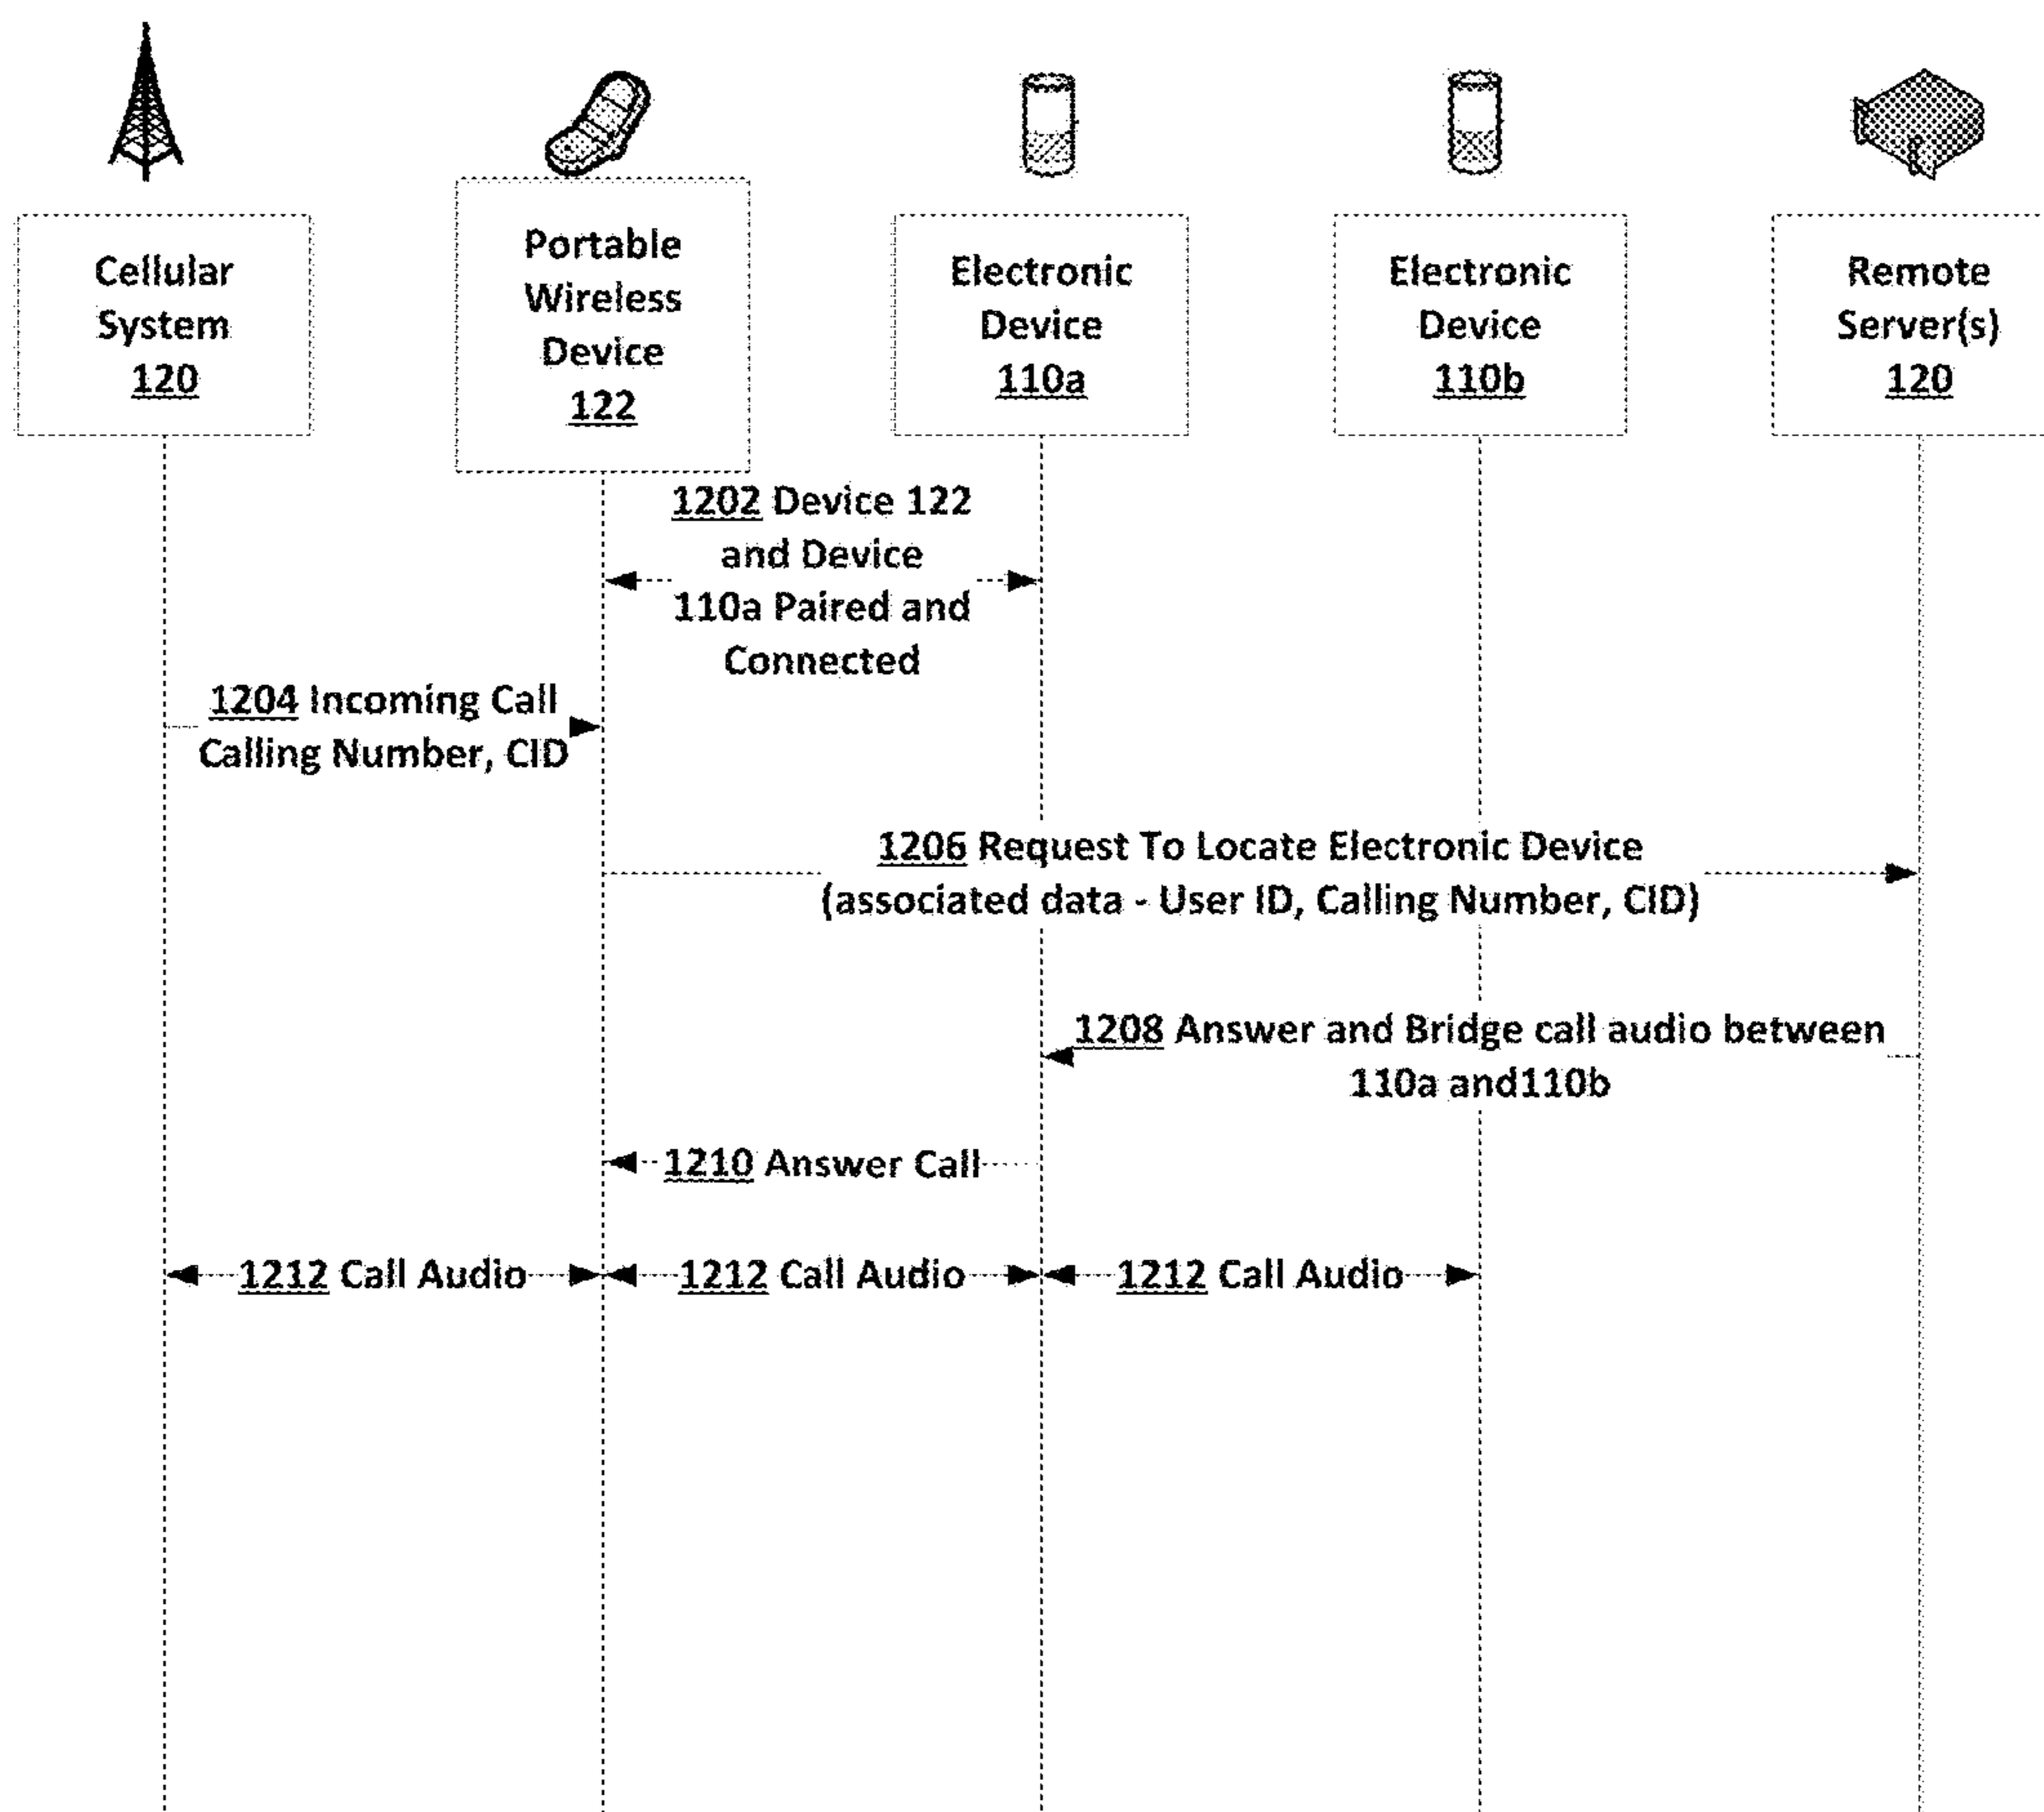 Cellular
System
120
Portable
Wireless
Device
122
Electronic
Device
110a
Electronic
Device
110b
Remote
Server(s)
120
1202 Device 122
and Device
110a Paired and
Connected
1204 Incoming Call
Calling Number, CID
1206 Request To Locate Electronic Device
(associated data - User ID, Calling Number, CID)
1208 Answer and Bridge call audio between
110a and110b
1210 Answer Call
1212 Call Audio
1212 Call Audio
1212 Call Audio